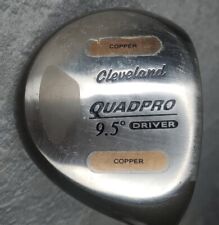 COPPER
Cleveland
QUADPRO
9.5° DRIVER
COPPER